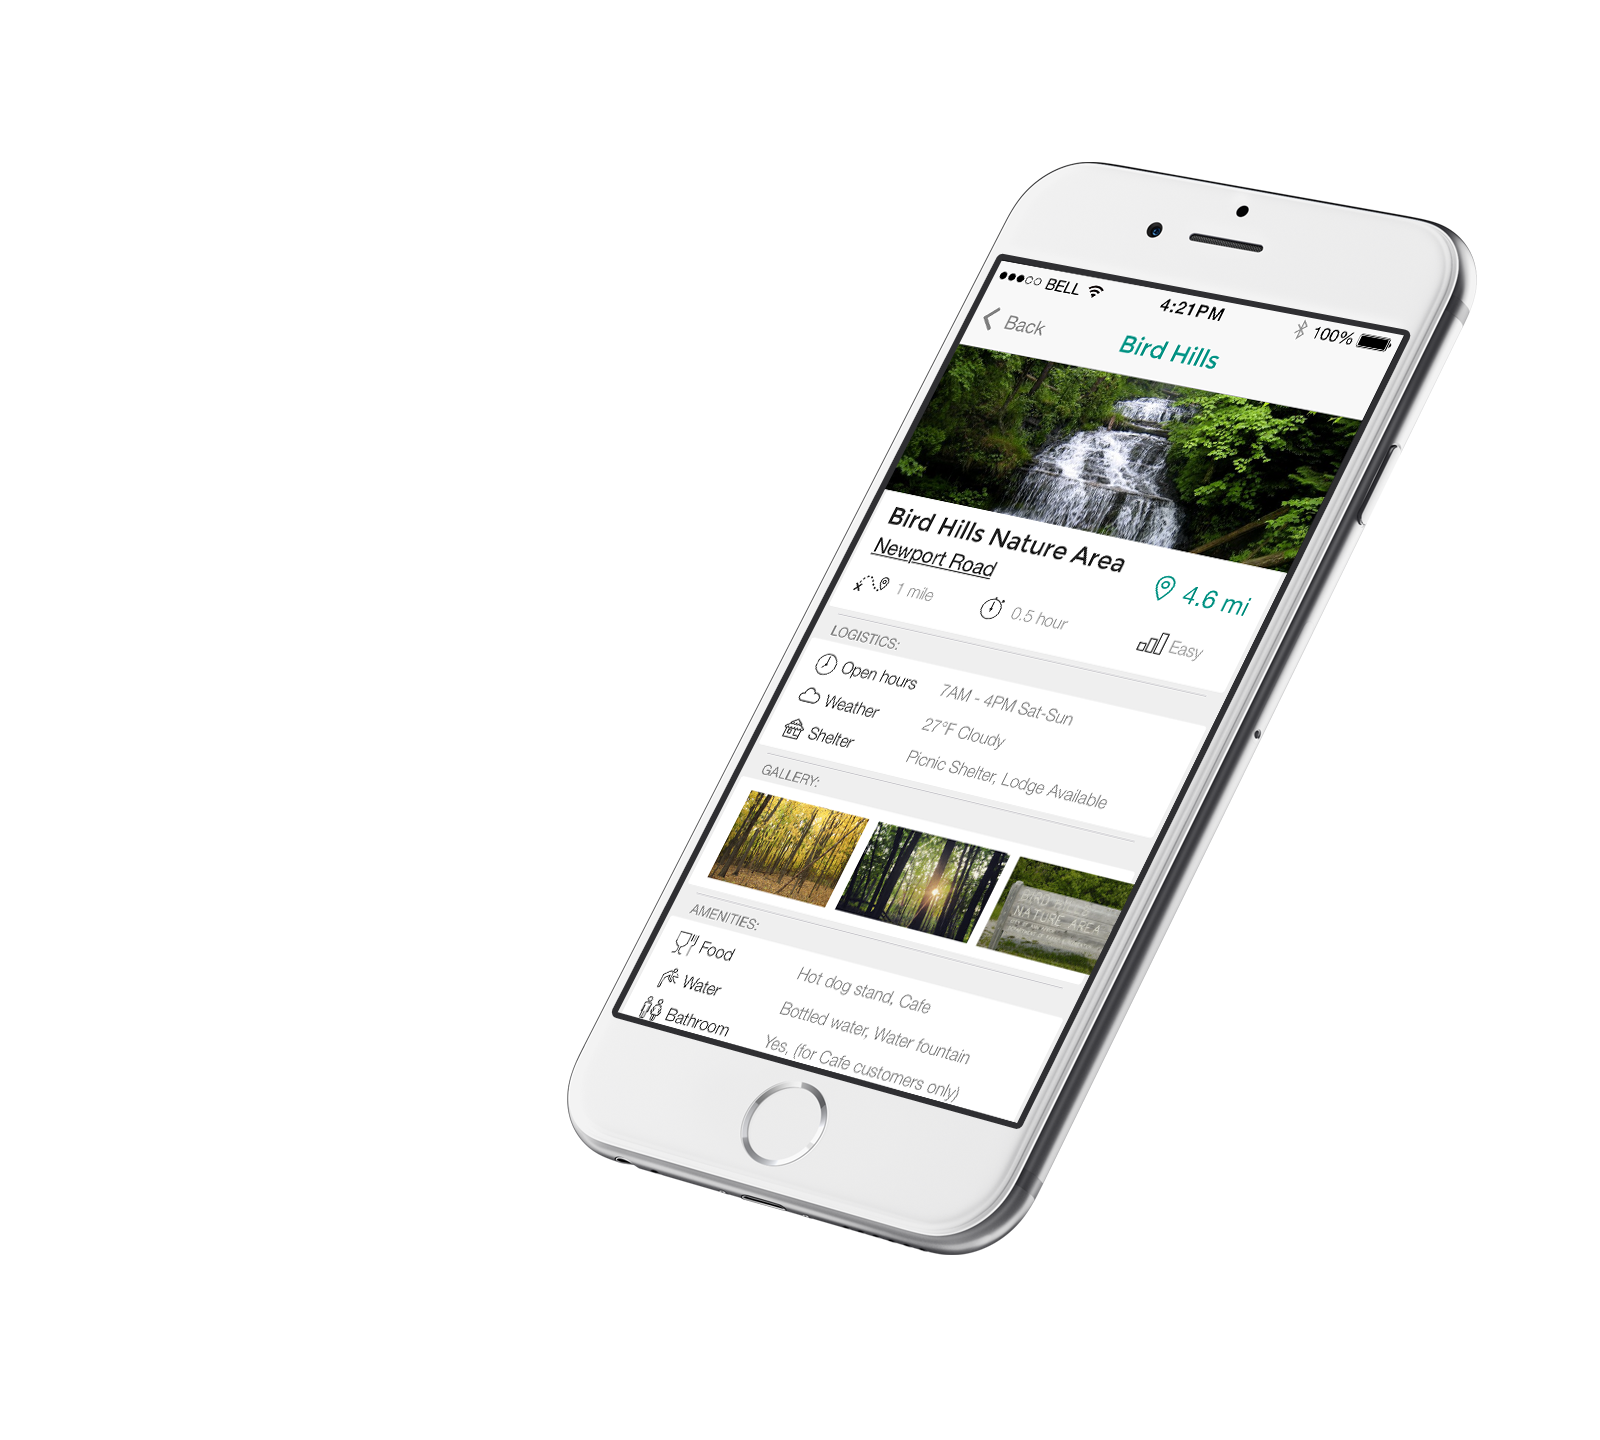 BELL
4:21PM
100%
Back
Bird Hills
Bird Hills Nature Area
Newport Road
4.6 mi
1 mile
0.5 hour
Easy
LOGISTICS:
Open hours
7AM - 4PM Sat-Sun
Weather
27°F Cloudy
Shelter
Picnic Shelter, Lodge Available
GALLERY:
BIRD HILLS
NATURE AREA
AMENITIES:
Food
Hot dog stand, Cafe
Water
Bottled water, Water fountain
Bathroom
Yes, (for Cafe customers only)